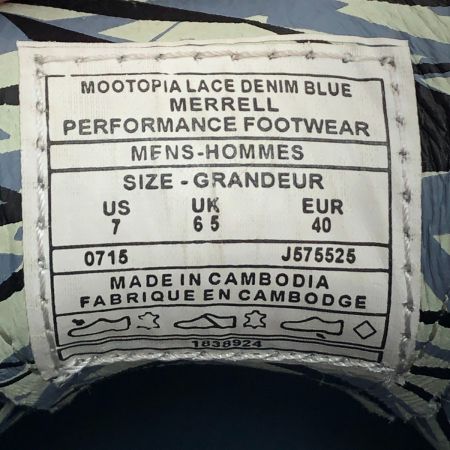 MOOTOPIA LACE DENIM BLUE
MERRELL
PERFORMANCE FOOTWEAR
MENS-HOMMES
SIZE - GRANDEUR
US UK EUR
7 6 5 40
0715 J575525
MADE IN CAMBODIA
FABRIQUE EN CAMBODGE
1838924